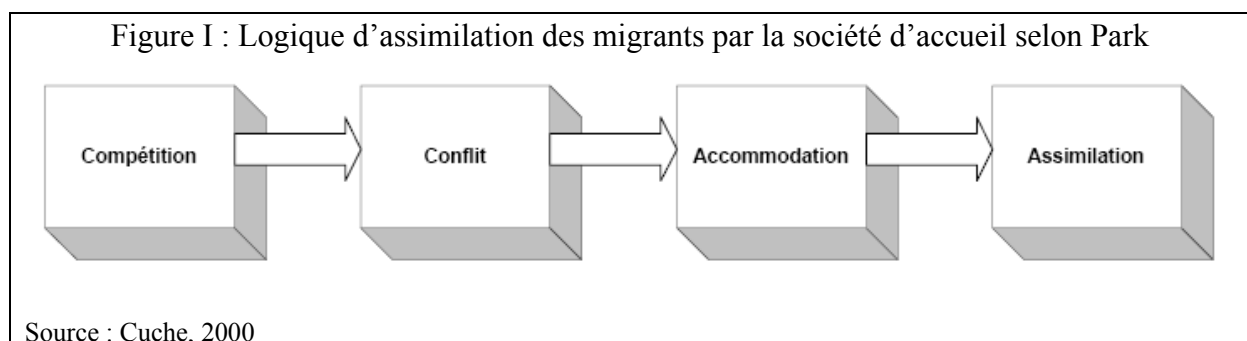 Figure I : Logique d’assimilation des migrants par la société d’accueil selon Park
Compétition
Conflit
Accommodation
Assimilation
Source : Cuche, 2000